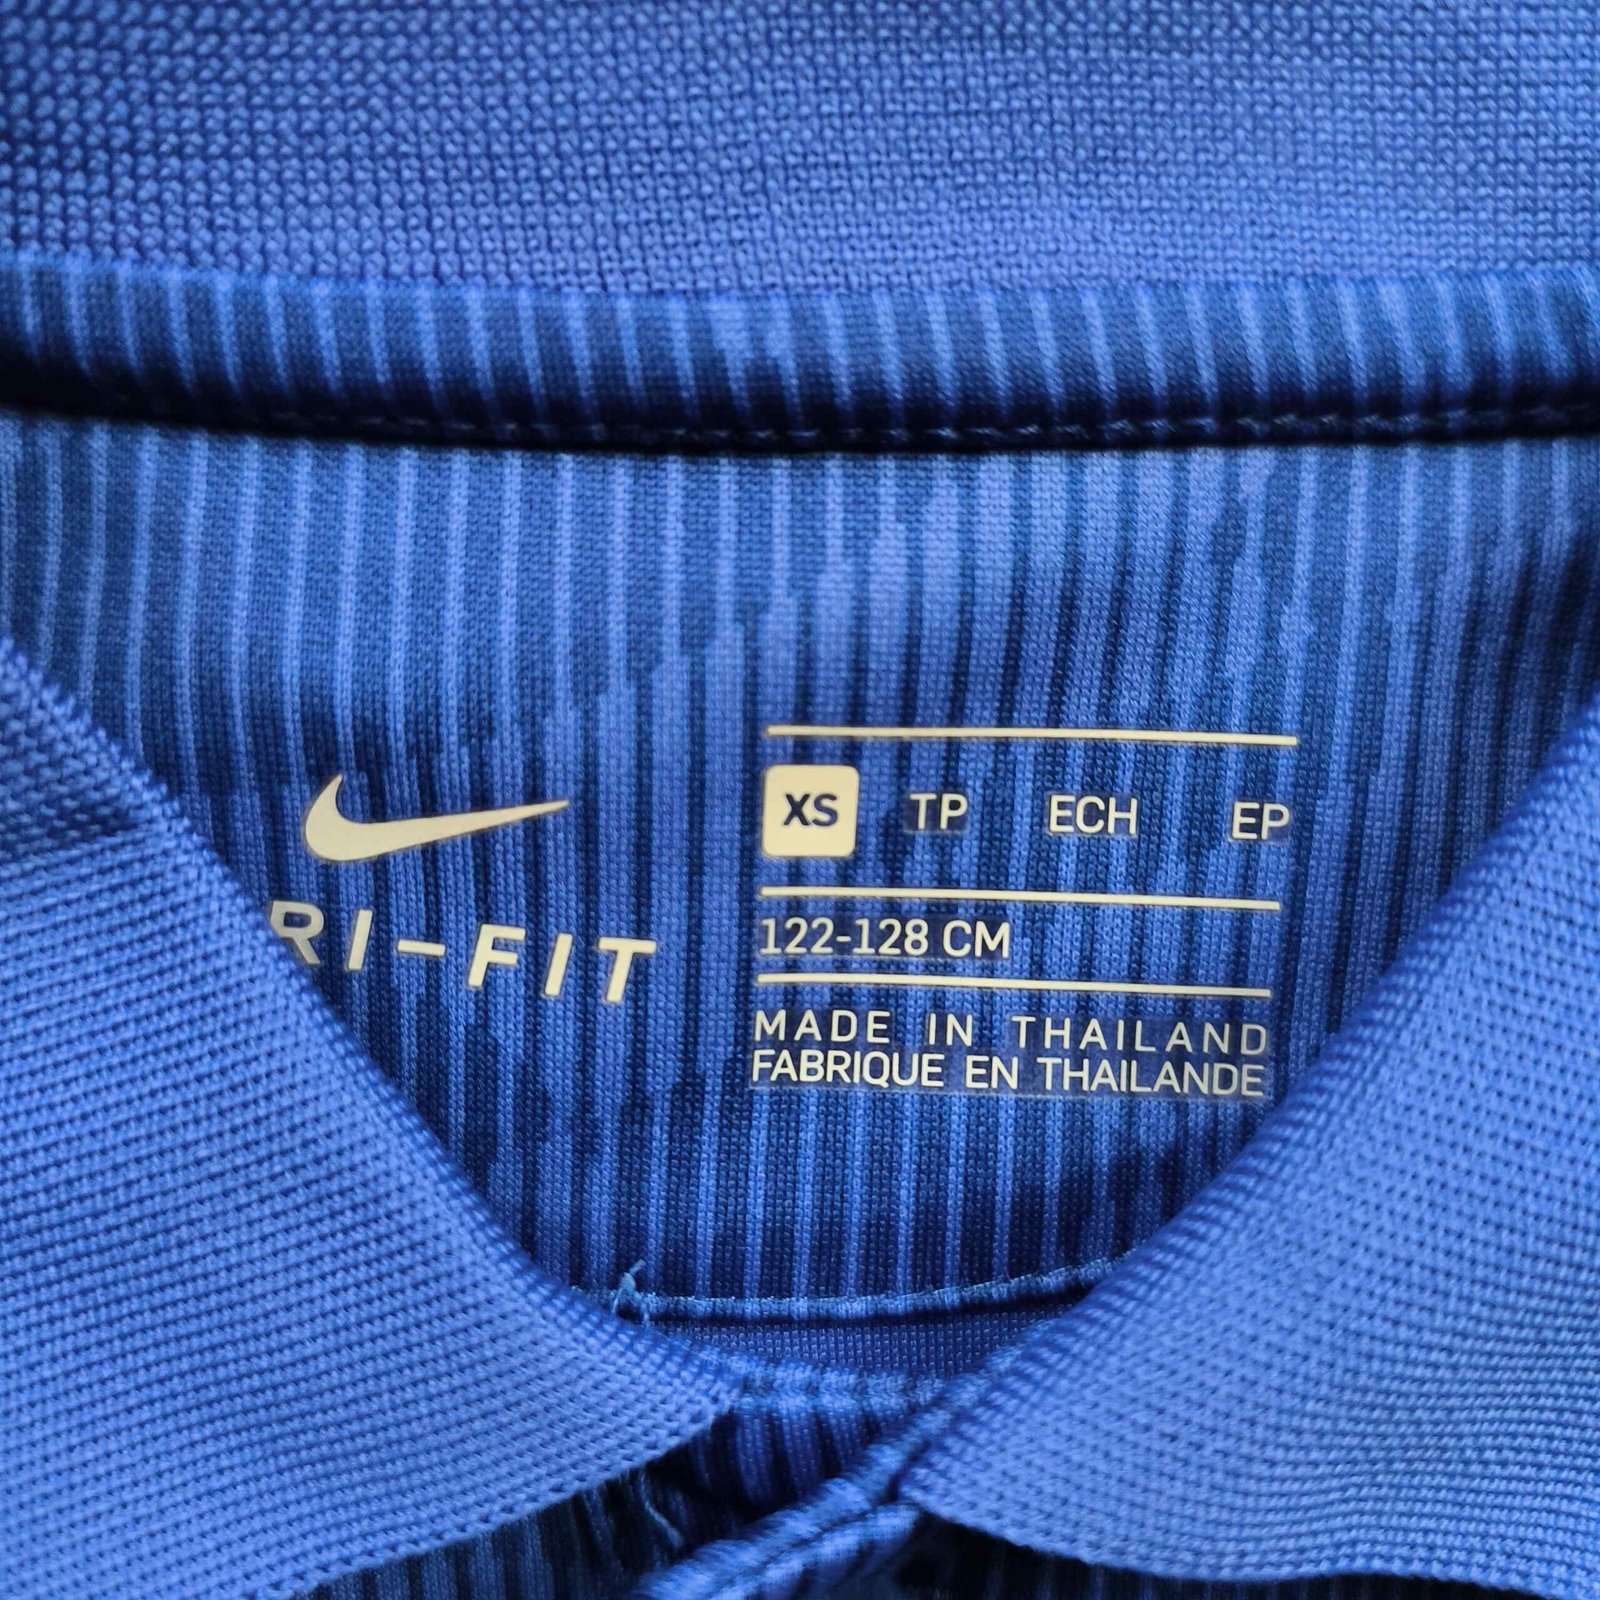 XS TP ECH EP
RI-FIT
122-128 CM
MADE IN THAILAND
FABRIQUE EN THAILANDE